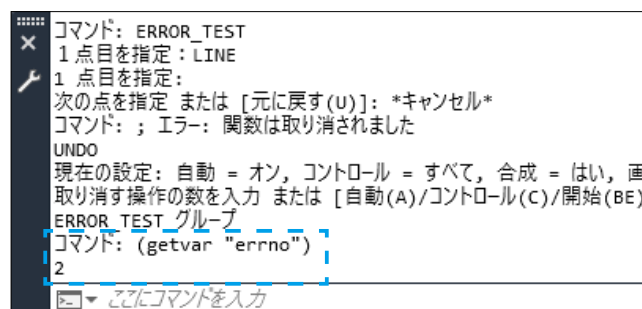 コマンド: ERROR_TEST
１点目を指定：LINE
1 点目を指定:
次の点を指定 または [元に戻す(U)]: *キャンセル*
コマンド: ; エラー: 関数は取り消されました
UNDO
現在の設定: 自動 = オン, コントロール = すべて, 合成 = はい, 画
取り消す操作の数を入力 または [自動(A)/コントロール(C)/開始(BE)
ERROR_TEST グループ
コマンド: (getvar "errno")
2
ここにコマンドを入力